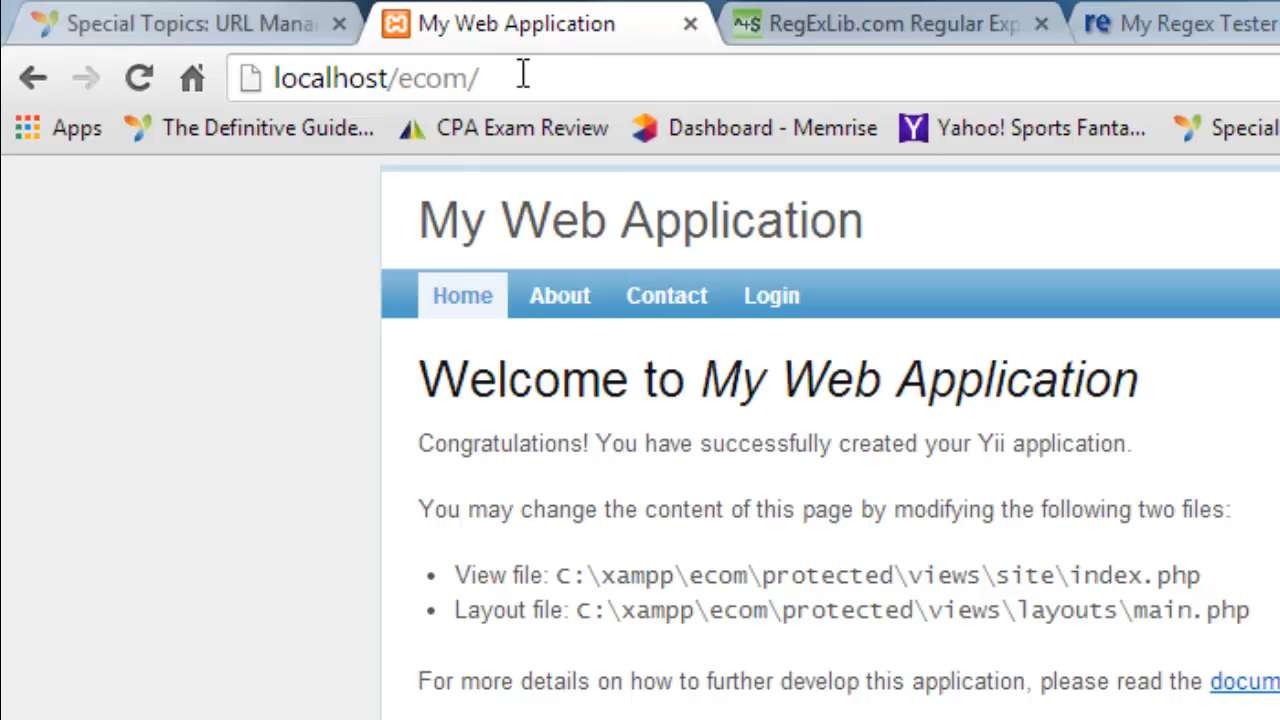 Special Topics: URL Mana
My Web Application
RegExLib.com Regular Exp
re My Regex Tester
localhost/ecom/
Apps
The Definitive Guide...
CPA Exam Review
Dashboard - Memrise
Y Yahoo! Sports Fanta...
Special
My Web Application
Home About Contact Login
Welcome to My Web Application
Congratulations! You have successfully created your Yii application.
You may change the content of this page by modifying the following two files:
• View file: C:\xampp\ecom\protected\views\site\index.php
• Layout file: C:\xampp\ecom\protected\views\layouts\main.php
For more details on how to further develop this application, please read the docum